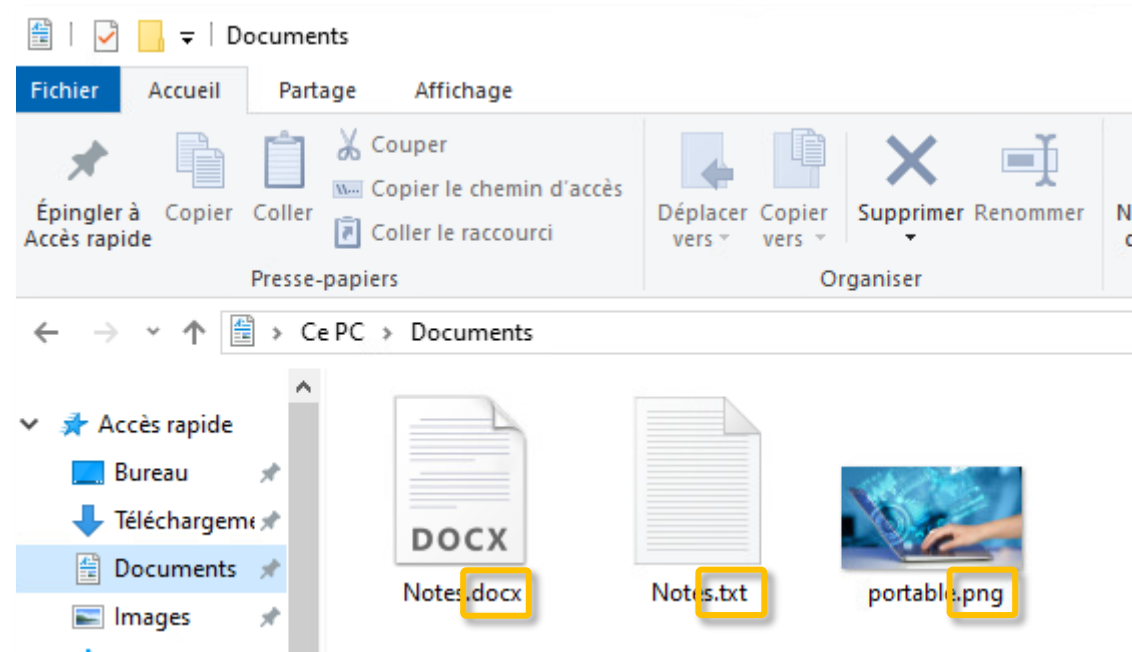 Documents
Fichier Accueil Partage Affichage
Épingler à
Accès rapide
Copier
Coller
Couper
Copier le chemin d'accès
Coller le raccourci
Presse-papiers
Déplacer
vers
Copier
vers
Supprimer
Renommer
Organiser
Ce PC > Documents
Accès rapide
Bureau
Téléchargeme
Documents
Images
DOCX
Notes.docx
Notes.txt
portable.png